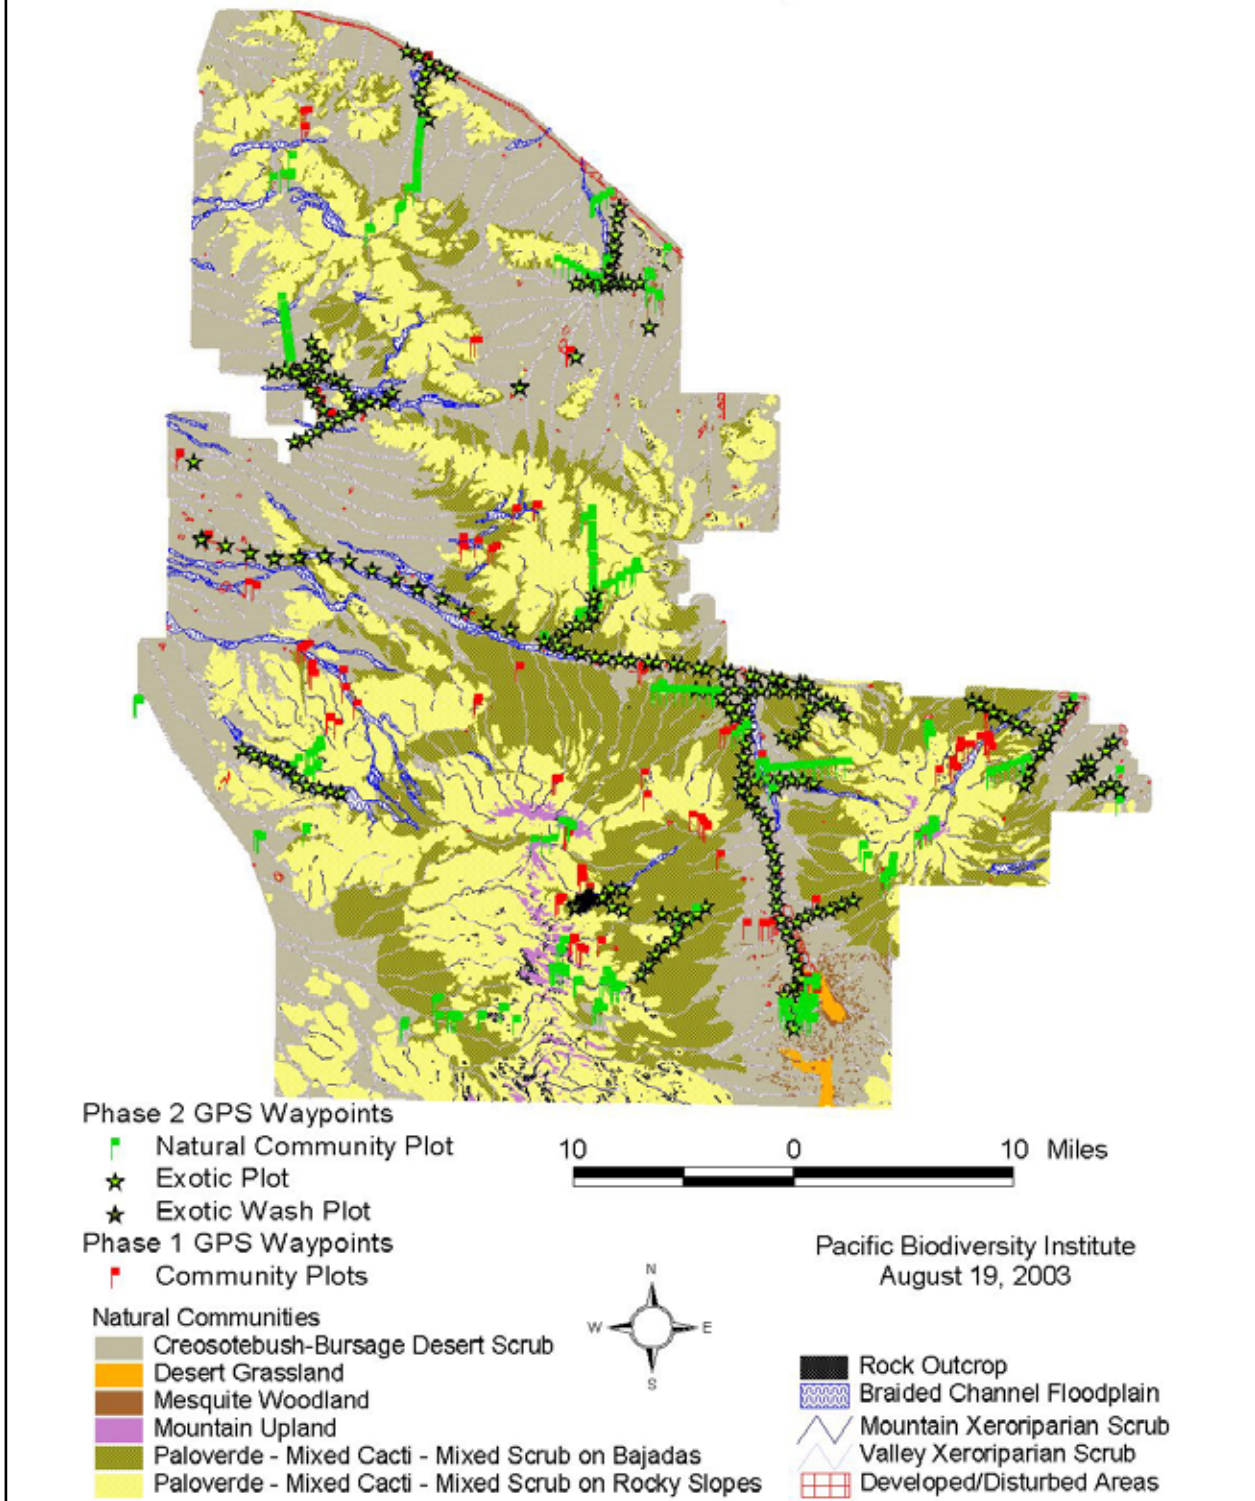 Phase 2 GPS Waypoints
Natural Community Plot
Exotic Plot
Exotic Wash Plot
Phase 1 GPS Waypoints
Community Plots
10 0 10 Miles
Pacific Biodiversity Institute
August 19, 2003
N
W E
S
Natural Communities
Creosotebush-Bursage Desert Scrub
Desert Grassland
Mesquite Woodland
Mountain Upland
Paloverde - Mixed Cacti - Mixed Scrub on Bajadas
Paloverde - Mixed Cacti - Mixed Scrub on Rocky Slopes
Rock Outcrop
Braided Channel Floodplain
Mountain Xeroriparian Scrub
Valley Xeroriparian Scrub
Developed/Disturbed Areas